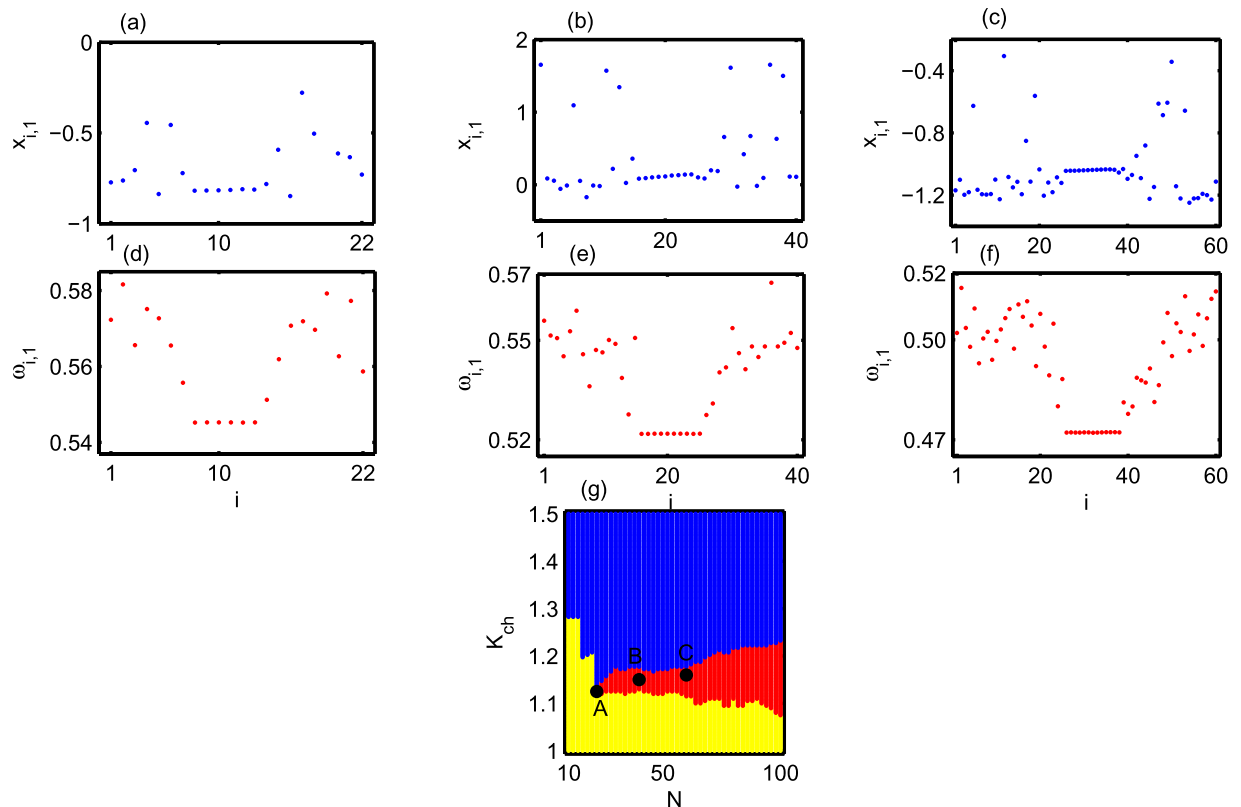 (a)
0
−0.5
−1
x_{i,1}
1
10
22
(b)
2
1
0
x_{i,1}
1
20
40
(c)
−0.4
−0.8
−1.2
x_{i,1}
1
20
40
60
(d)
0.58
0.56
0.54
ω_{i,1}
1
10
22
i
(e)
0.57
0.55
0.52
ω_{i,1}
1
20
40
i
(f)
0.52
0.50
0.47
ω_{i,1}
1
20
40
60
i
(g)
1.5
1.4
1.3
1.2
1.1
1
K_{ch}
A
B
C
10
50
100
N